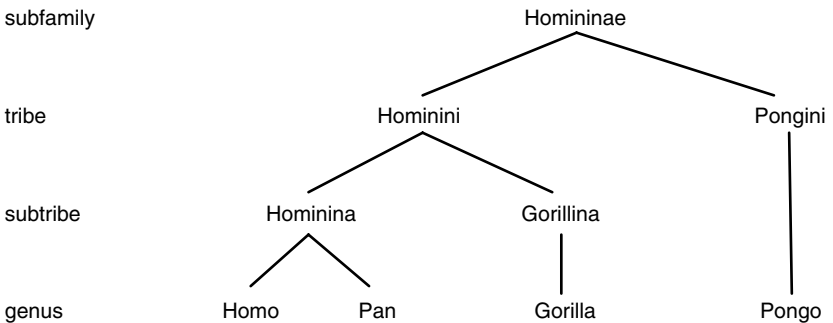 subfamily Homininae
tribe Hominini Pongini
subtribe Hominina Gorillina
genus Homo Pan Gorilla Pongo